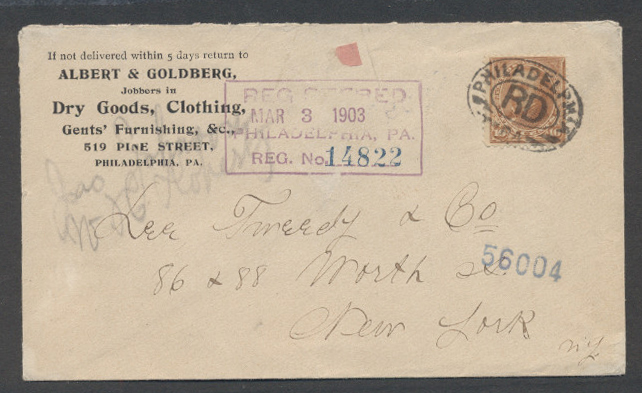 If not delivered within 5 days return to
ALBERT & GOLDBERG,
Jobbers in
Dry Goods, Clothing,
Gents' Furnishing, &c.,
519 PINE STREET,
PHILADELPHIA, PA.
REGISTERED.
MAR 3 1903
PHILADELPHIA, PA.
REG. No. 14822
PHILADELPHIA
RD
Lee Tweedy & Co
86 & 88 Worth St.
56004
New York
NY